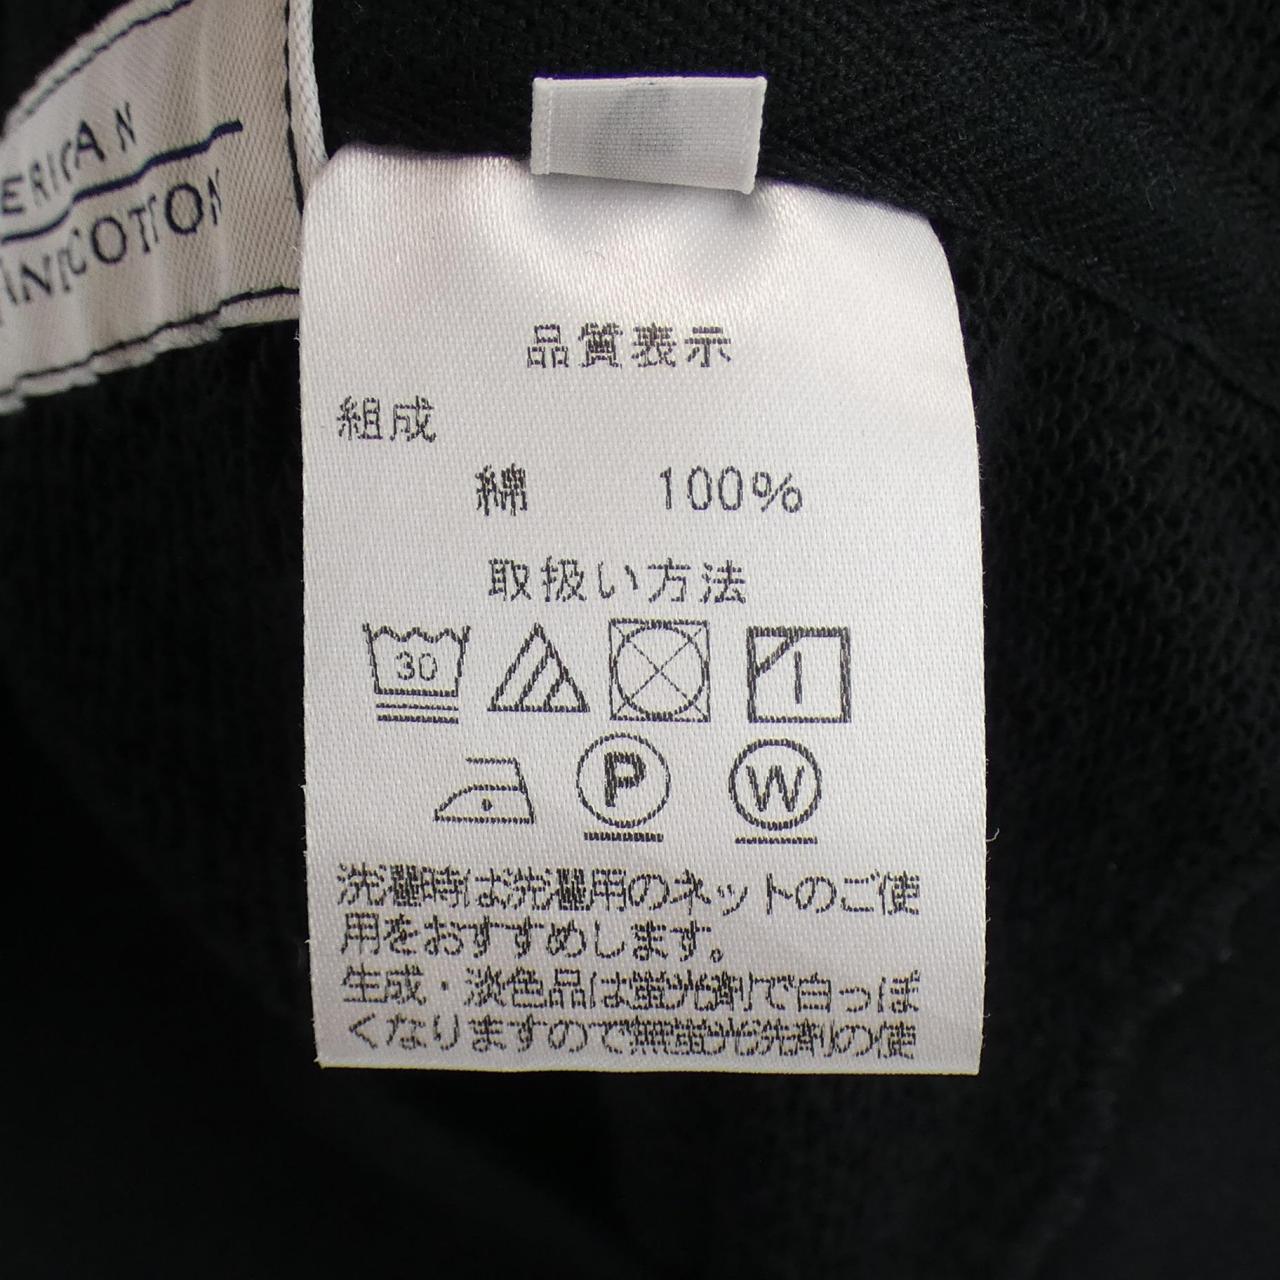 ERICAN
COTTON
品質表示
組成
綿 100%
取扱い方法
30
P W
洗濯時は洗濯用のネットのご使
用をおすすめします。
生成・淡色品は蛍光剤で白っぽ
くなりますので無蛍光洗剤の使